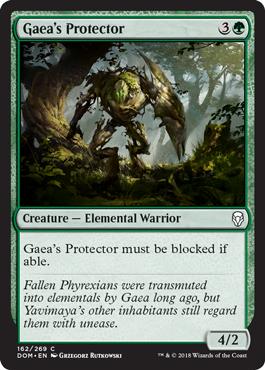 Gaea's Protector 3
Creature — Elemental Warrior
Gaea's Protector must be blocked if
able.
Fallen Phyrexians were transmuted
into elementals by Gaea long ago, but
Yavimaya's other inhabitants still regard
them with unease.
4/2
162/269 C
DOM • EN Grzegorz Rutkowski
™ & © 2018 Wizards of the Coast